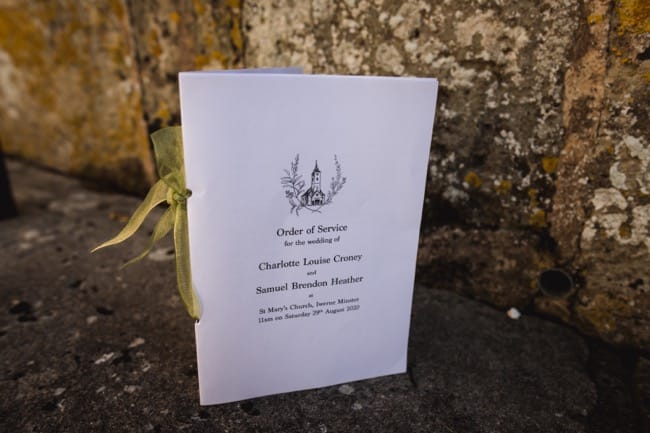 Order of Service
for the wedding of
Charlotte Louise Croney
and
Samuel Brendon Heather
at
St Mary's Church, Iwerne Minster
11am on Saturday 29th August 2020